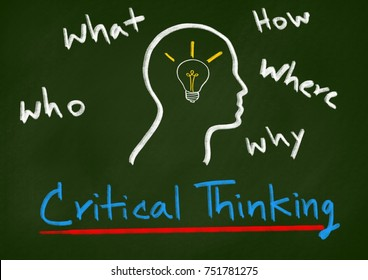 What
How
Where
Who
Why
Critical Thinking
shutterstock.com · 751781275